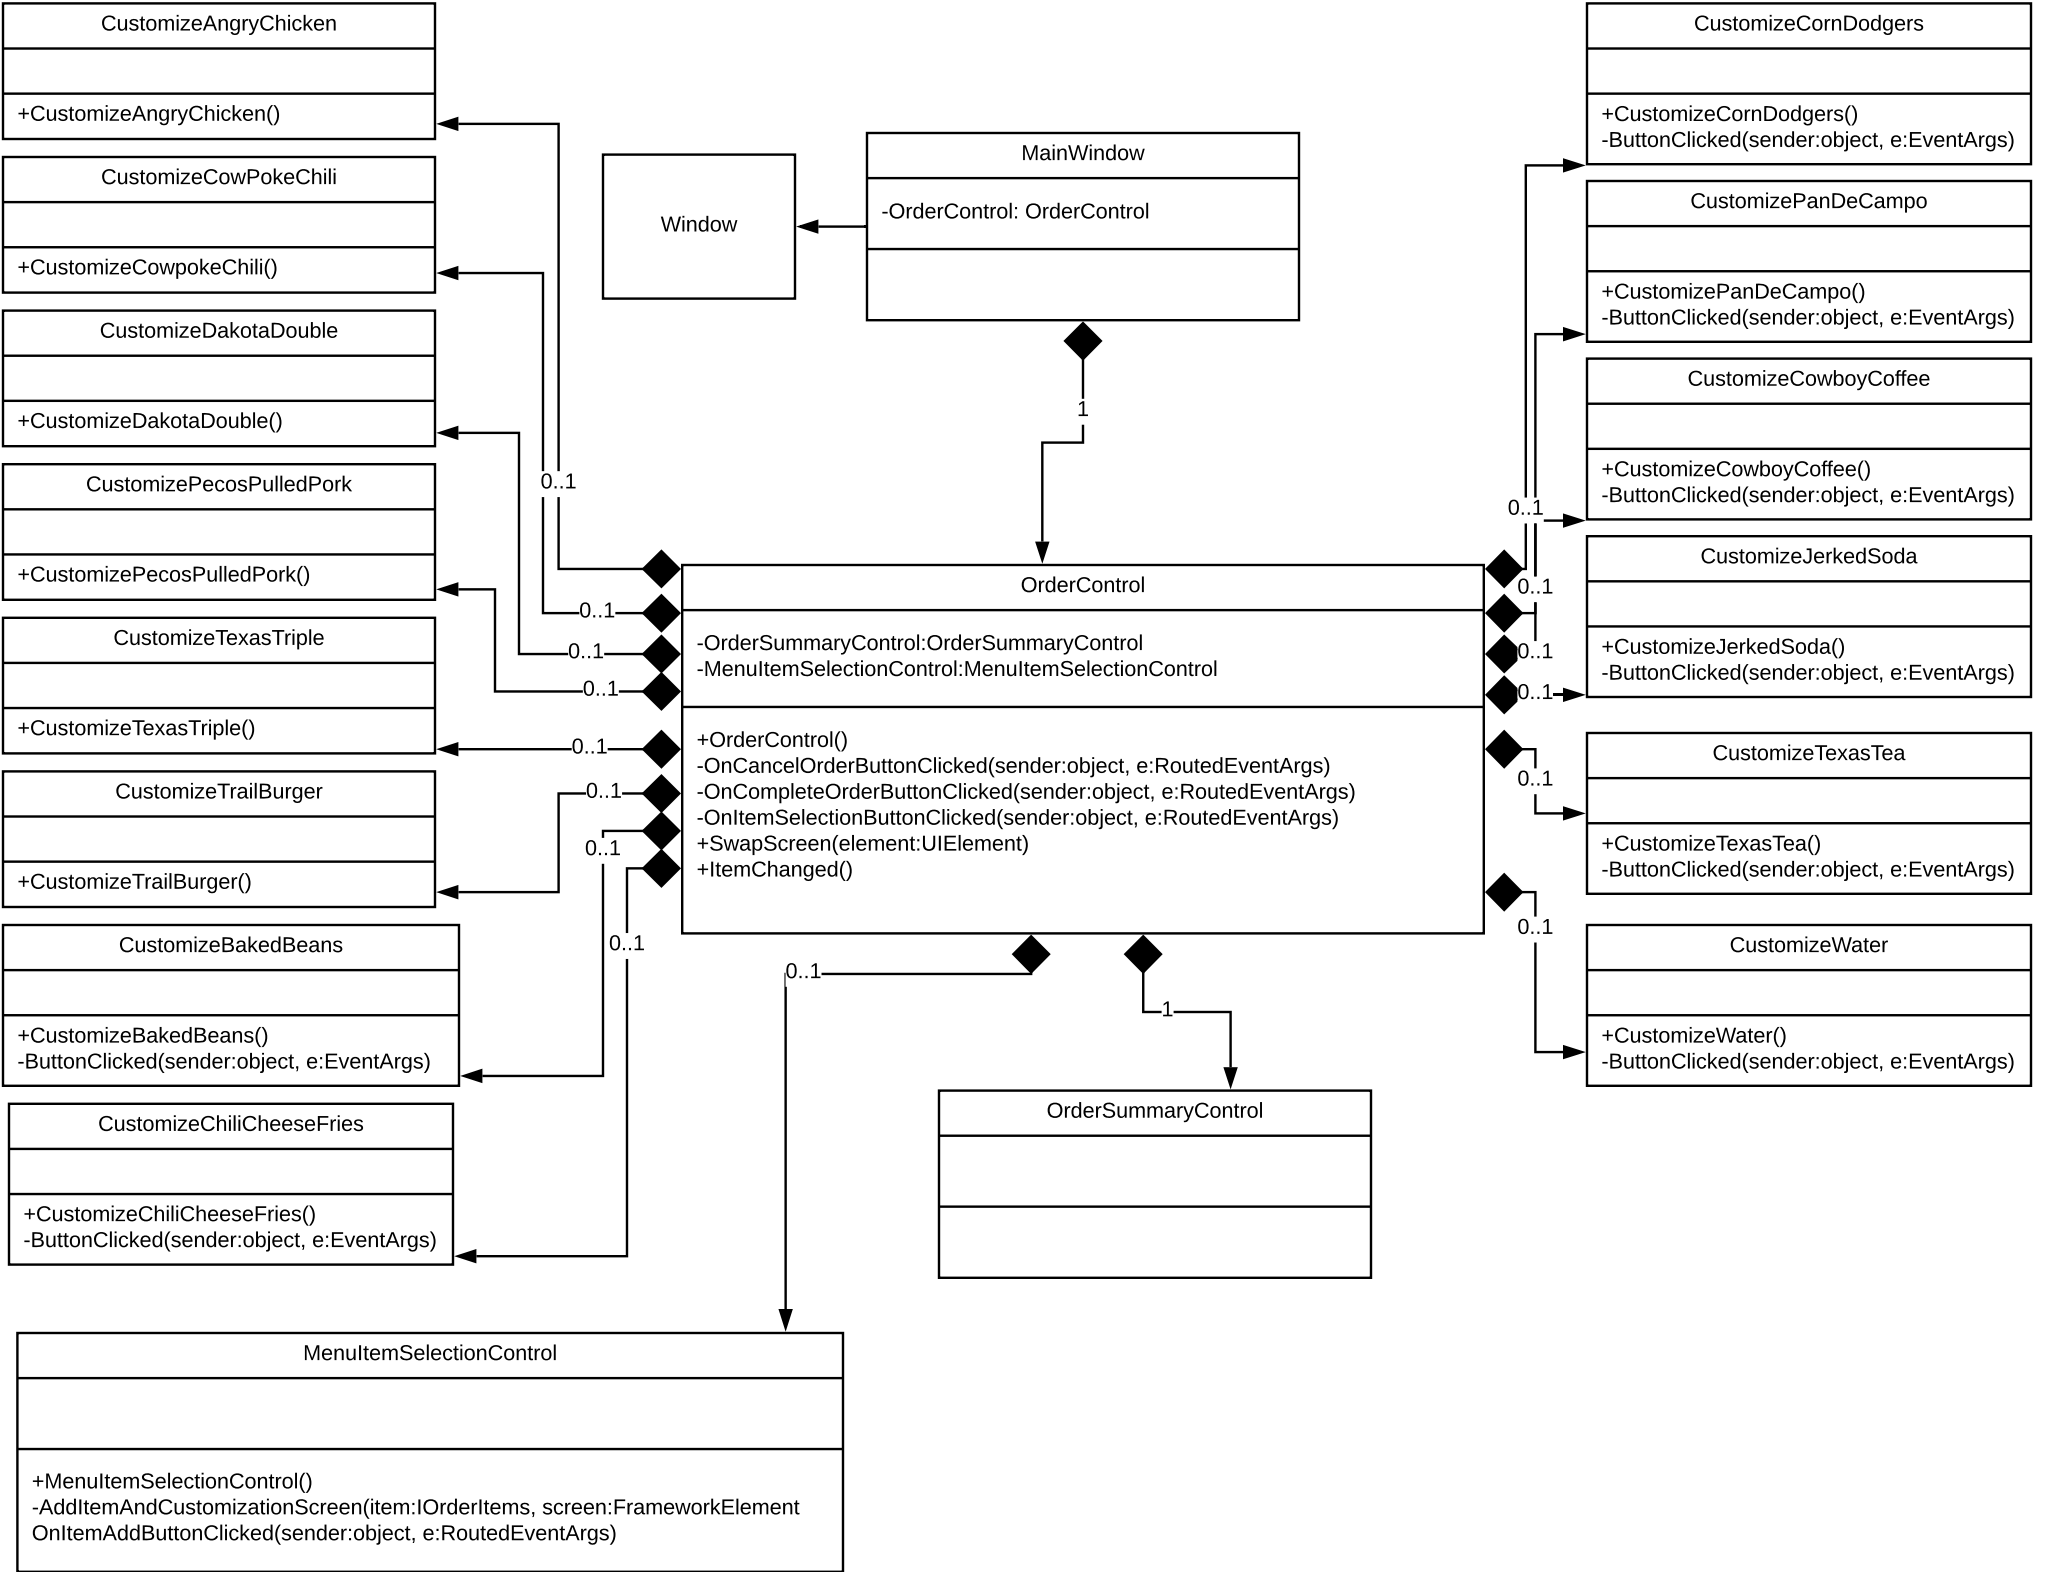 CustomizeAngryChicken
+CustomizeAngryChicken()
CustomizeCowPokeChili
+CustomizeCowpokeChili()
CustomizeDakotaDouble
+CustomizeDakotaDouble()
CustomizePecosPulledPork
+CustomizePecosPulledPork()
CustomizeTexasTriple
+CustomizeTexasTriple()
CustomizeTrailBurger
+CustomizeTrailBurger()
CustomizeBakedBeans
+CustomizeBakedBeans()
-ButtonClicked(sender:object, e:EventArgs)
CustomizeChiliCheeseFries
+CustomizeChiliCheeseFries()
-ButtonClicked(sender:object, e:EventArgs)
0..1
0..1
0..1
0..1
0..1
0..1
0..1
0..1
Window
MainWindow
-OrderControl: OrderControl
1
OrderControl
-OrderSummaryControl:OrderSummaryControl
-MenuItemSelectionControl:MenuItemSelectionControl
+OrderControl()
-OnCancelOrderButtonClicked(sender:object, e:RoutedEventArgs)
-OnCompleteOrderButtonClicked(sender:object, e:RoutedEventArgs)
-OnItemSelectionButtonClicked(sender:object, e:RoutedEventArgs)
+SwapScreen(element:UIElement)
+ItemChanged()
0..1
1
OrderSummaryControl
MenuItemSelectionControl
+MenuItemSelectionControl()
-AddItemAndCustomizationScreen(item:IOrderItems, screen:FrameworkElement
OnItemAddButtonClicked(sender:object, e:RoutedEventArgs)
0..1
0..1
0..1
0..1
0..1
0..1
CustomizeCornDodgers
+CustomizeCornDodgers()
-ButtonClicked(sender:object, e:EventArgs)
CustomizePanDeCampo
+CustomizePanDeCampo()
-ButtonClicked(sender:object, e:EventArgs)
CustomizeCowboyCoffee
+CustomizeCowboyCoffee()
-ButtonClicked(sender:object, e:EventArgs)
CustomizeJerkedSoda
+CustomizeJerkedSoda()
-ButtonClicked(sender:object, e:EventArgs)
CustomizeTexasTea
+CustomizeTexasTea()
-ButtonClicked(sender:object, e:EventArgs)
CustomizeWater
+CustomizeWater()
-ButtonClicked(sender:object, e:EventArgs)